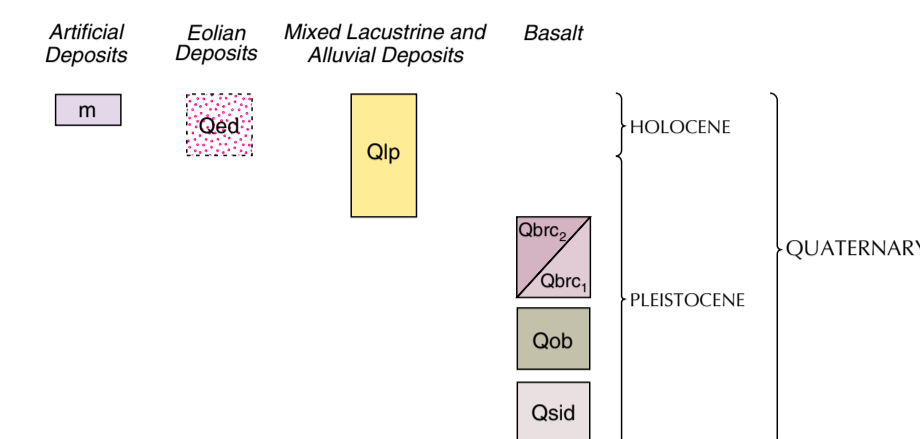 Artificial Deposits
Eolian Deposits
Mixed Lacustrine and Alluvial Deposits
Basalt
m
Qed
Qlp
HOLOCENE
Qbrc2
Qbrc1
QUATERNARY
PLEISTOCENE
Qob
Qsid